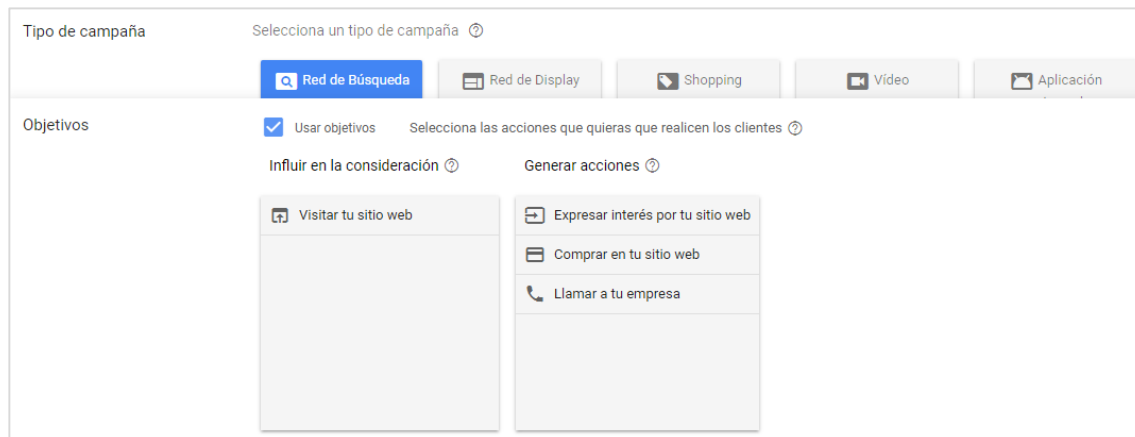 Tipo de campaña
Selecciona un tipo de campaña
Red de Búsqueda
Red de Display
Shopping
Vídeo
Aplicación
Objetivos
Usar objetivos
Selecciona las acciones que quieras que realicen los clientes
Influir en la consideración
Generar acciones
Visitar tu sitio web
Expresar interés por tu sitio web
Comprar en tu sitio web
Llamar a tu empresa